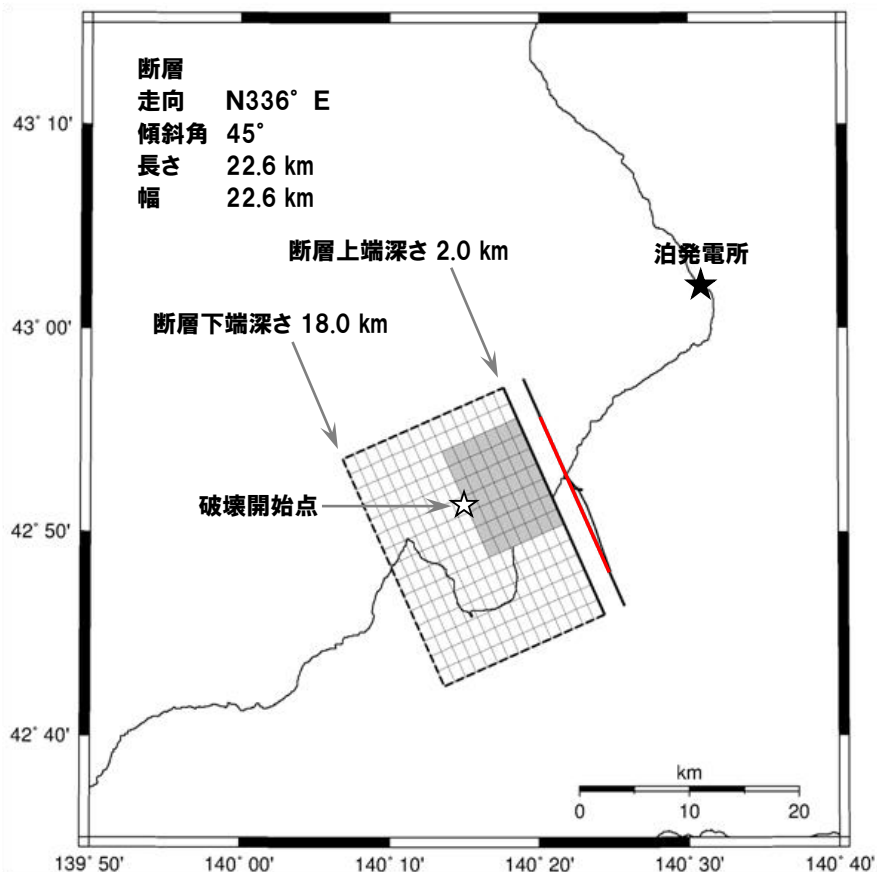 断層
走向 N336° E
傾斜角 45°
長さ 22.6 km
幅 22.6 km
43° 10'
断層上端深さ 2.0 km
泊発電所
断層下端深さ 18.0 km
43° 00'
破壊開始点
42° 50'
42° 40'
km
0 10 20
139° 50' 140° 00' 140° 10' 140° 20' 140° 30' 140° 40'